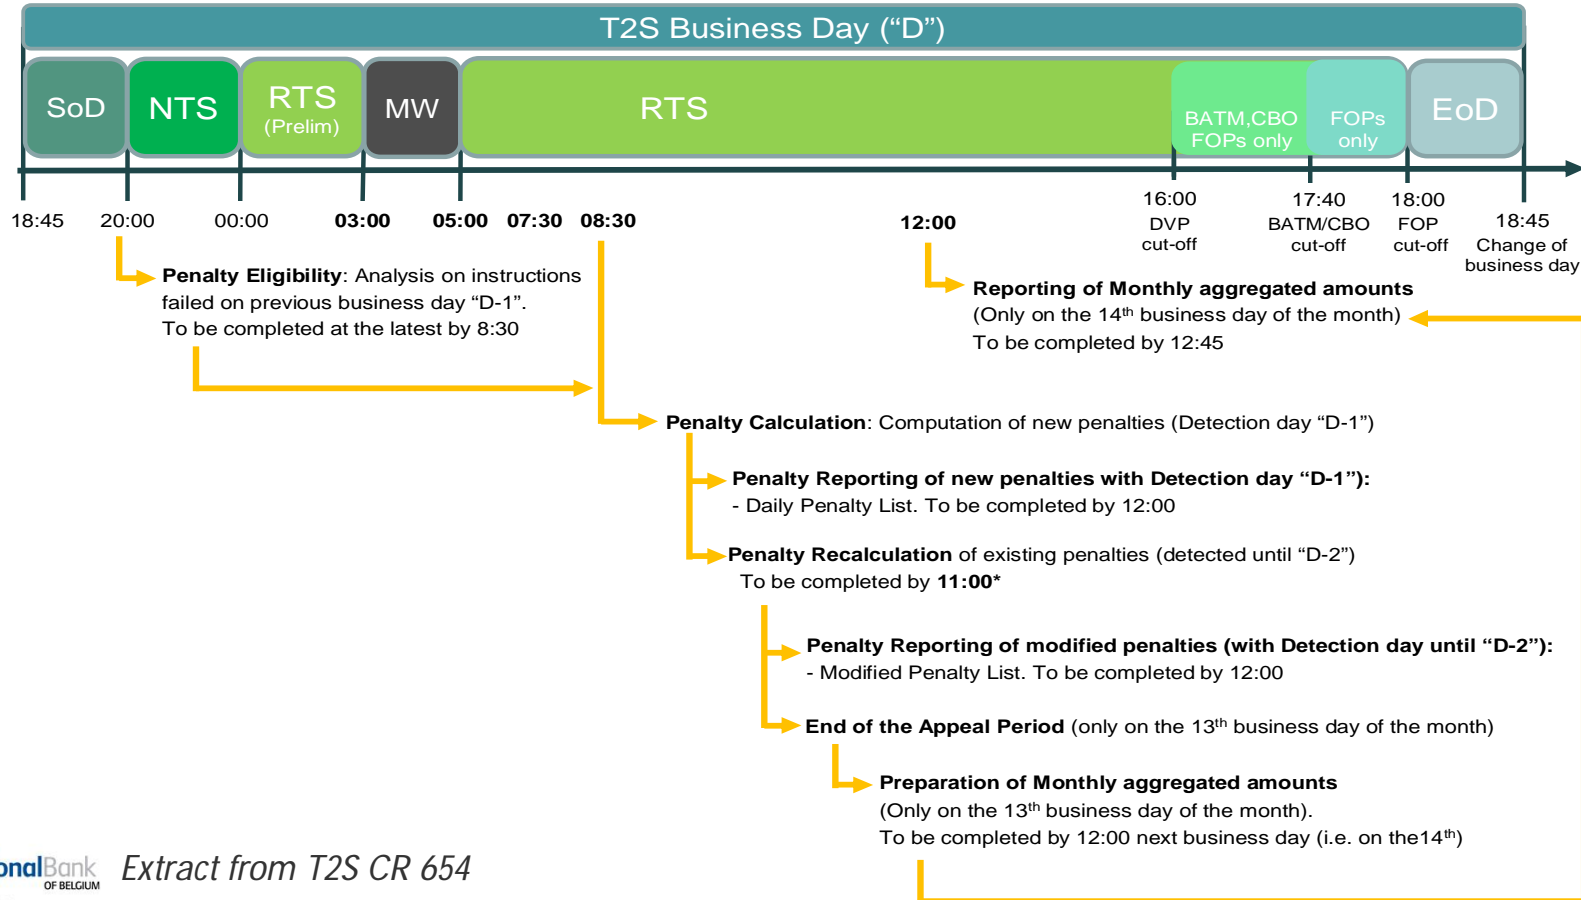 T2S Business Day (“D”)
SoD
NTS
RTS
(Prelim)
MW
RTS
BATM,CBO
FOPs only
FOPs
only
EoD
18:45
20:00
00:00
03:00
05:00
07:30
08:30
12:00
16:00
DVP
cut-off
17:40
BATM/CBO
cut-off
18:00
FOP
cut-off
18:45
Change of
business day
Penalty Eligibility: Analysis on instructions
failed on previous business day “D-1”.
To be completed at the latest by 8:30
Reporting of Monthly aggregated amounts
(Only on the 14th business day of the month)
To be completed by 12:45
Penalty Calculation: Computation of new penalties (Detection day “D-1”)
Penalty Reporting of new penalties with Detection day “D-1”):
- Daily Penalty List. To be completed by 12:00
Penalty Recalculation of existing penalties (detected until “D-2”)
To be completed by 11:00*
Penalty Reporting of modified penalties (with Detection day until “D-2”):
- Modified Penalty List. To be completed by 12:00
End of the Appeal Period (only on the 13th business day of the month)
Preparation of Monthly aggregated amounts
(Only on the 13th business day of the month).
To be completed by 12:00 next business day (i.e. on the14th)
onalBank
OF BELGIUM
Extract from T2S CR 654